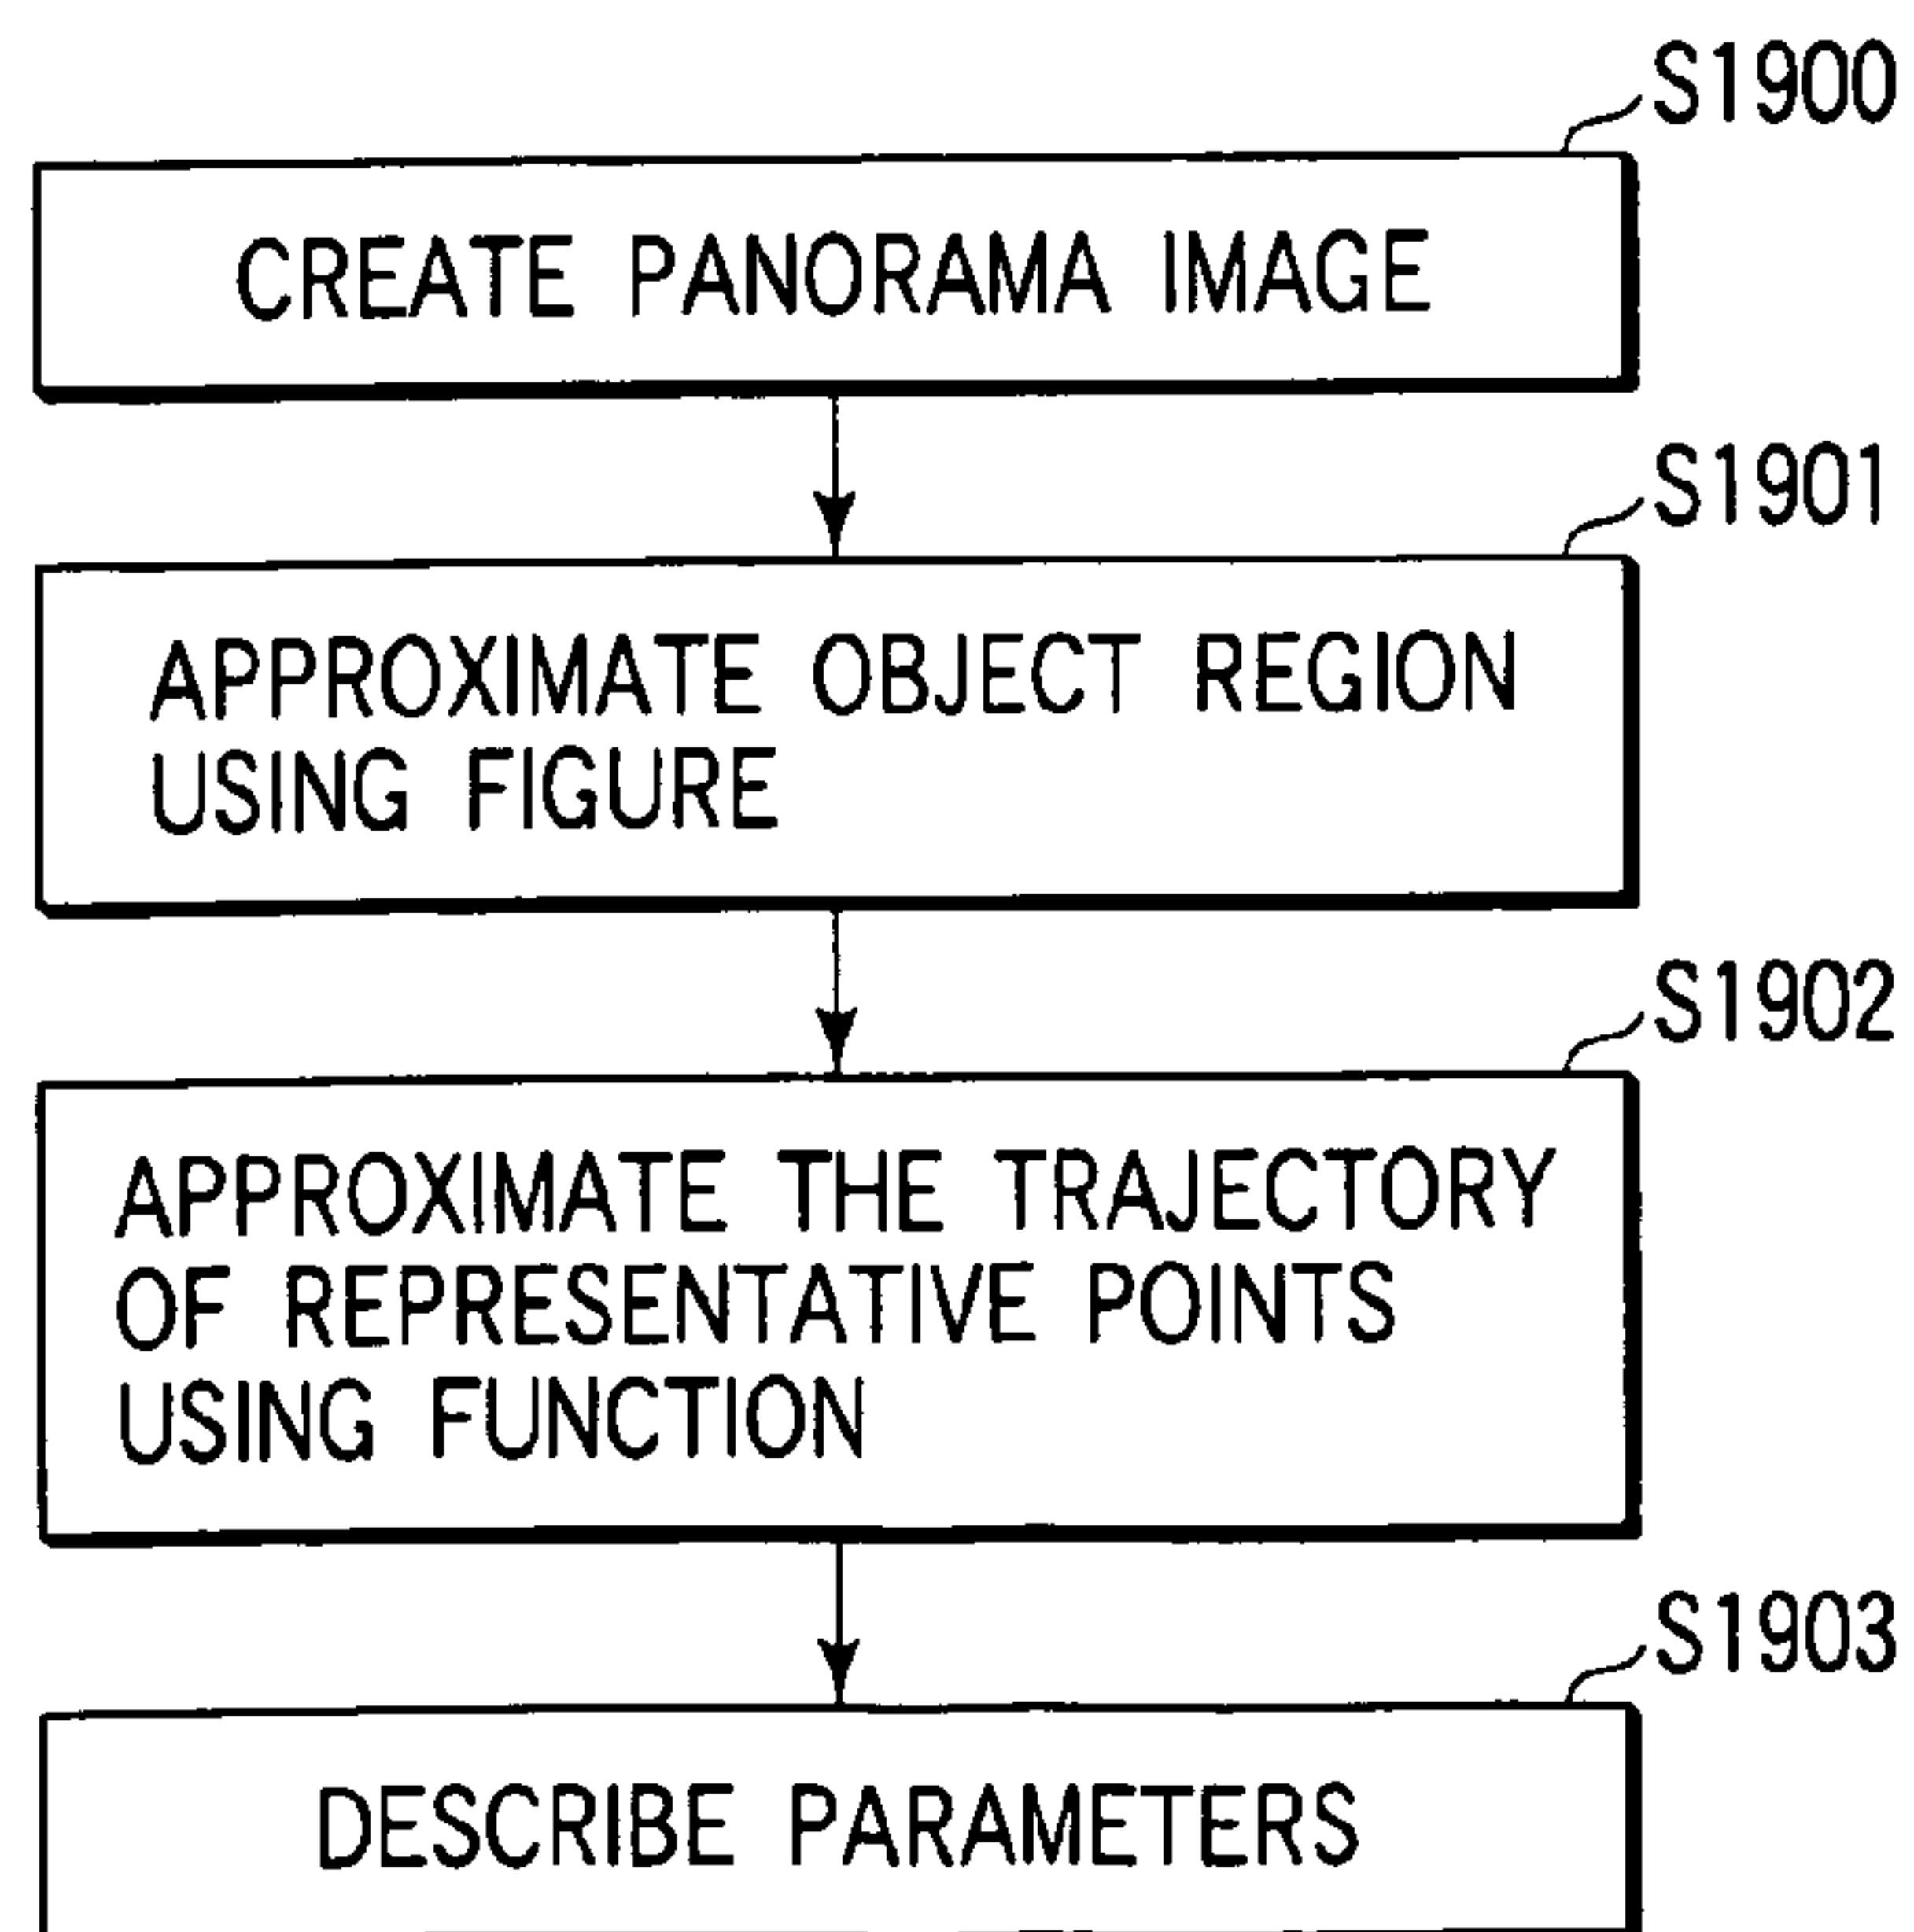 S1900
CREATE PANORAMA IMAGE
S1901
APPROXIMATE OBJECT REGION
USING FIGURE
S1902
APPROXIMATE THE TRAJECTORY
OF REPRESENTATIVE POINTS
USING FUNCTION
S1903
DESCRIBE PARAMETERS